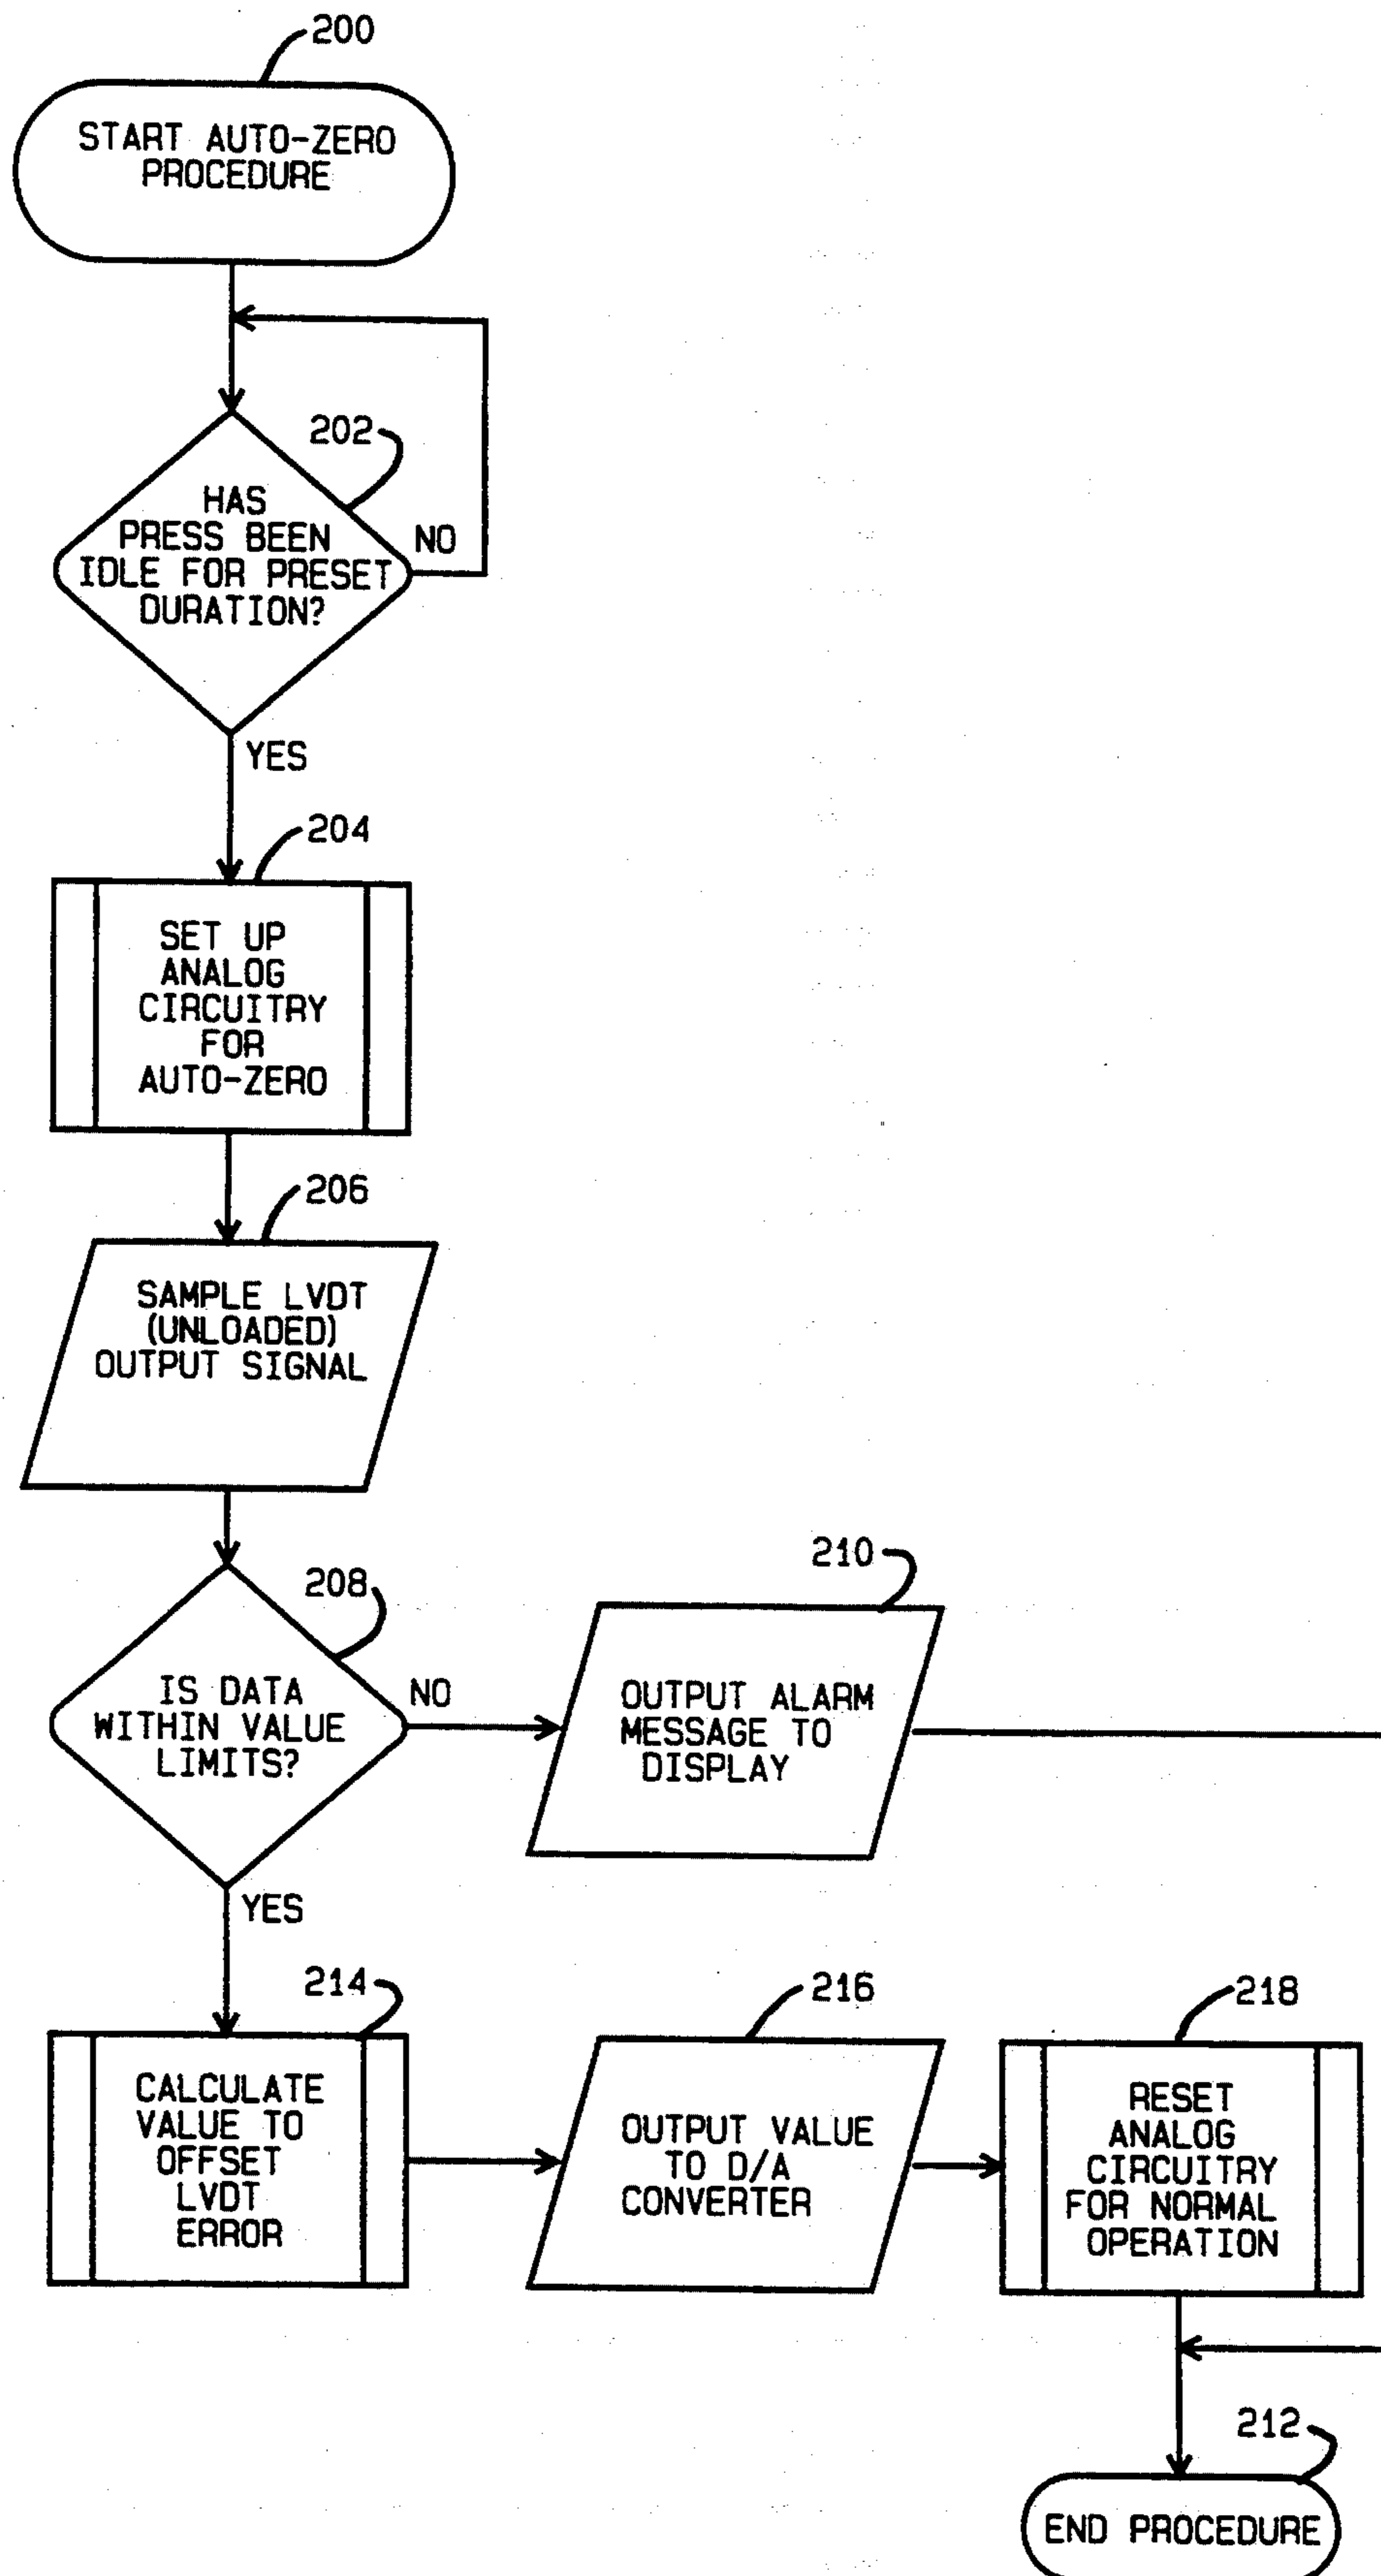 200
START AUTO-ZERO
PROCEDURE
202
HAS
PRESS BEEN
IDLE FOR PRESET
DURATION?
NO
YES
204
SET UP
ANALOG
CIRCUITRY
FOR
AUTO-ZERO
206
SAMPLE LVDT
(UNLOADED)
OUTPUT SIGNAL
208
IS DATA
WITHIN VALUE
LIMITS?
NO
210
OUTPUT ALARM
MESSAGE TO
DISPLAY
YES
214
CALCULATE
VALUE TO
OFFSET
LVDT
ERROR
216
OUTPUT VALUE
TO D/A
CONVERTER
218
RESET
ANALOG
CIRCUITRY
FOR NORMAL
OPERATION
212
END PROCEDURE